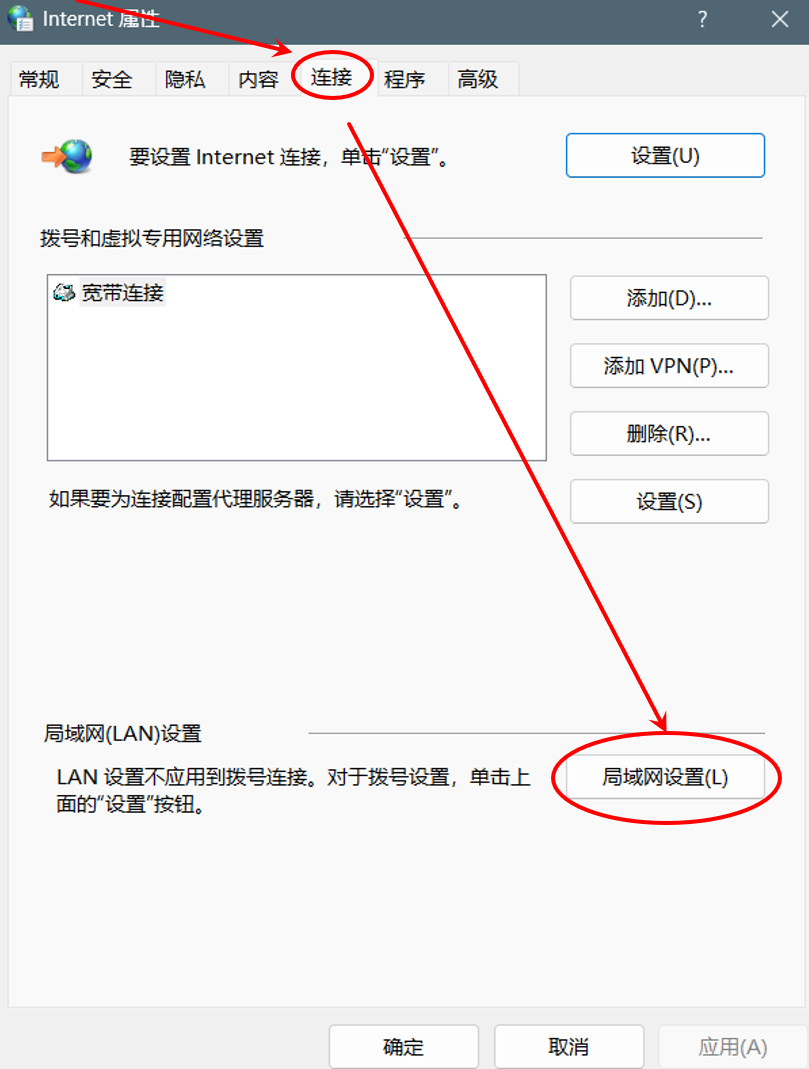 Internet 属性
常规 安全 隐私 内容 连接 程序 高级
要设置 Internet 连接，单击“设置”。
设置(U)
拨号和虚拟专用网络设置
宽带连接
添加(D)...
添加 VPN(P)...
删除(R)...
如果要为连接配置代理服务器，请选择“设置”。
设置(S)
局域网(LAN)设置
LAN 设置不应用到拨号连接。对于拨号设置，单击上
面的“设置”按钮。
局域网设置(L)
确定 取消 应用(A)